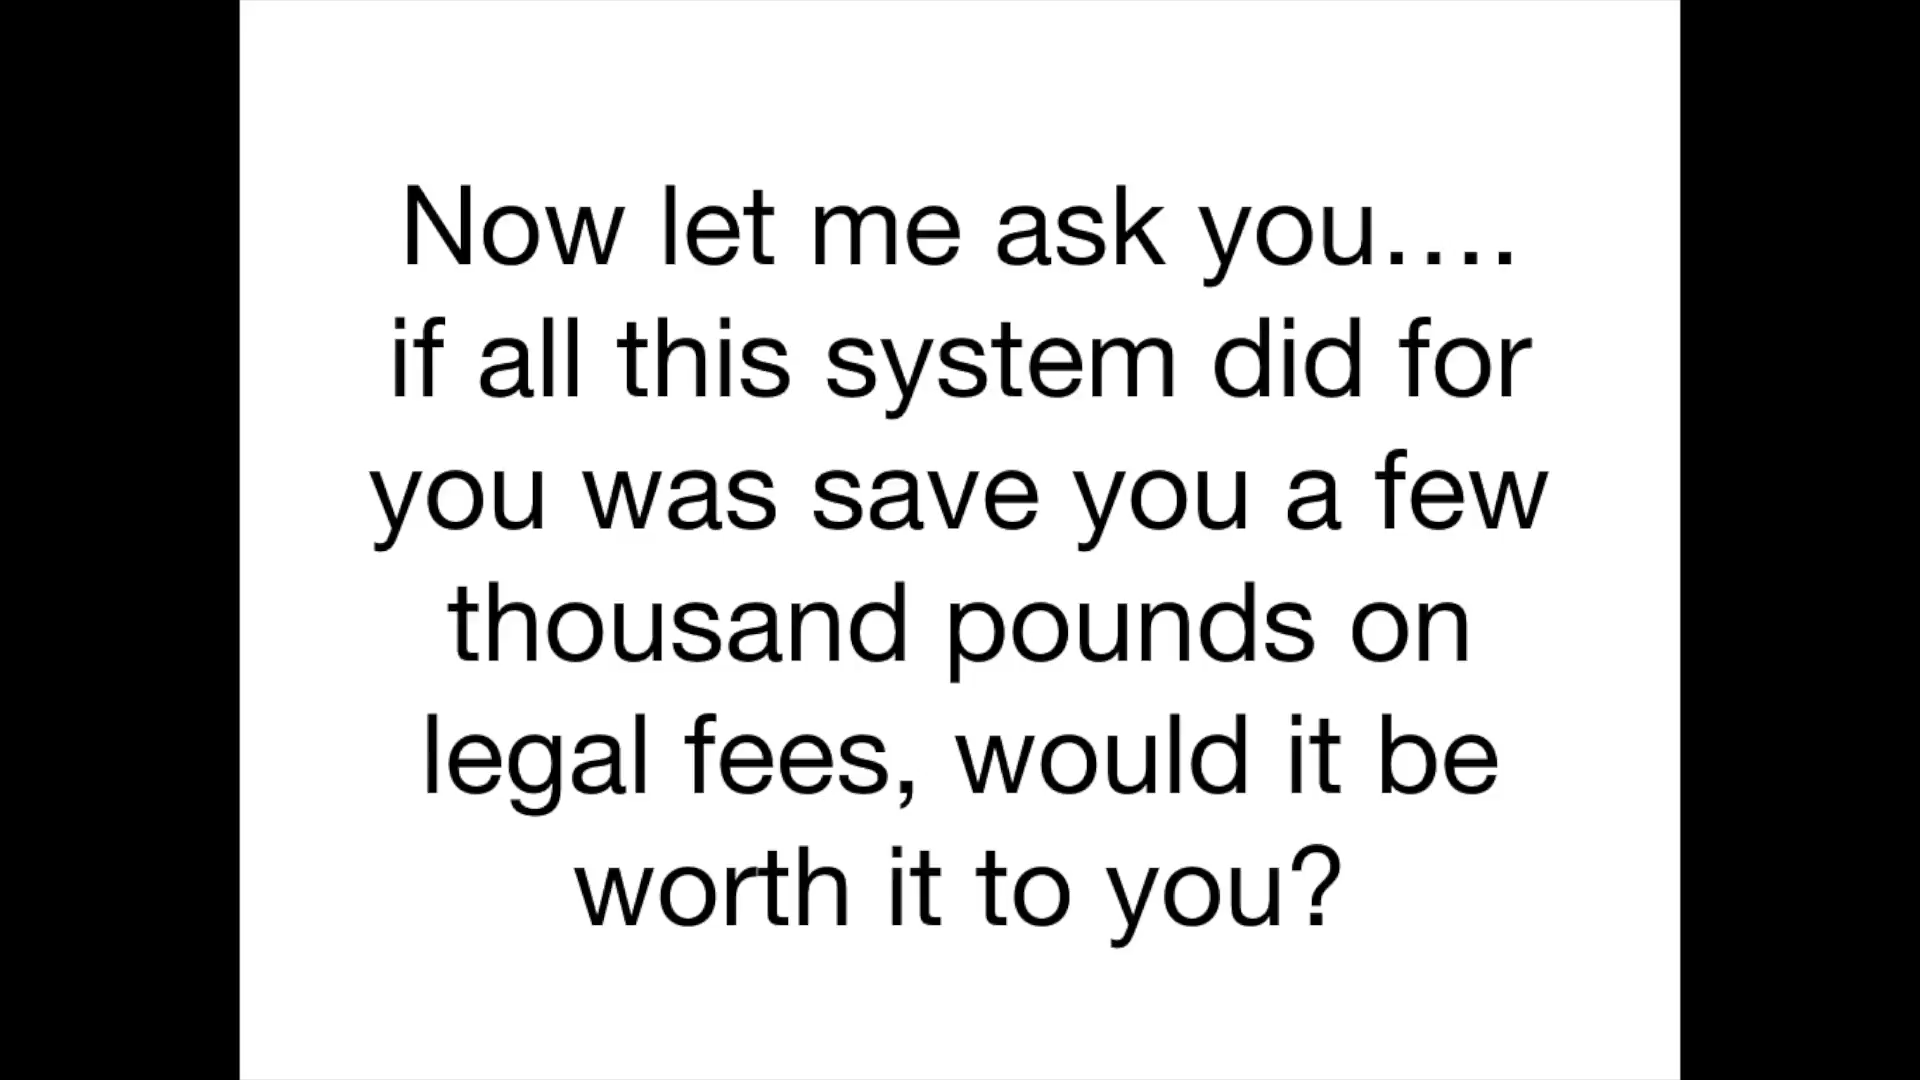 Now let me ask you....
if all this system did for
you was save you a few
thousand pounds on
legal fees, would it be
worth it to you?